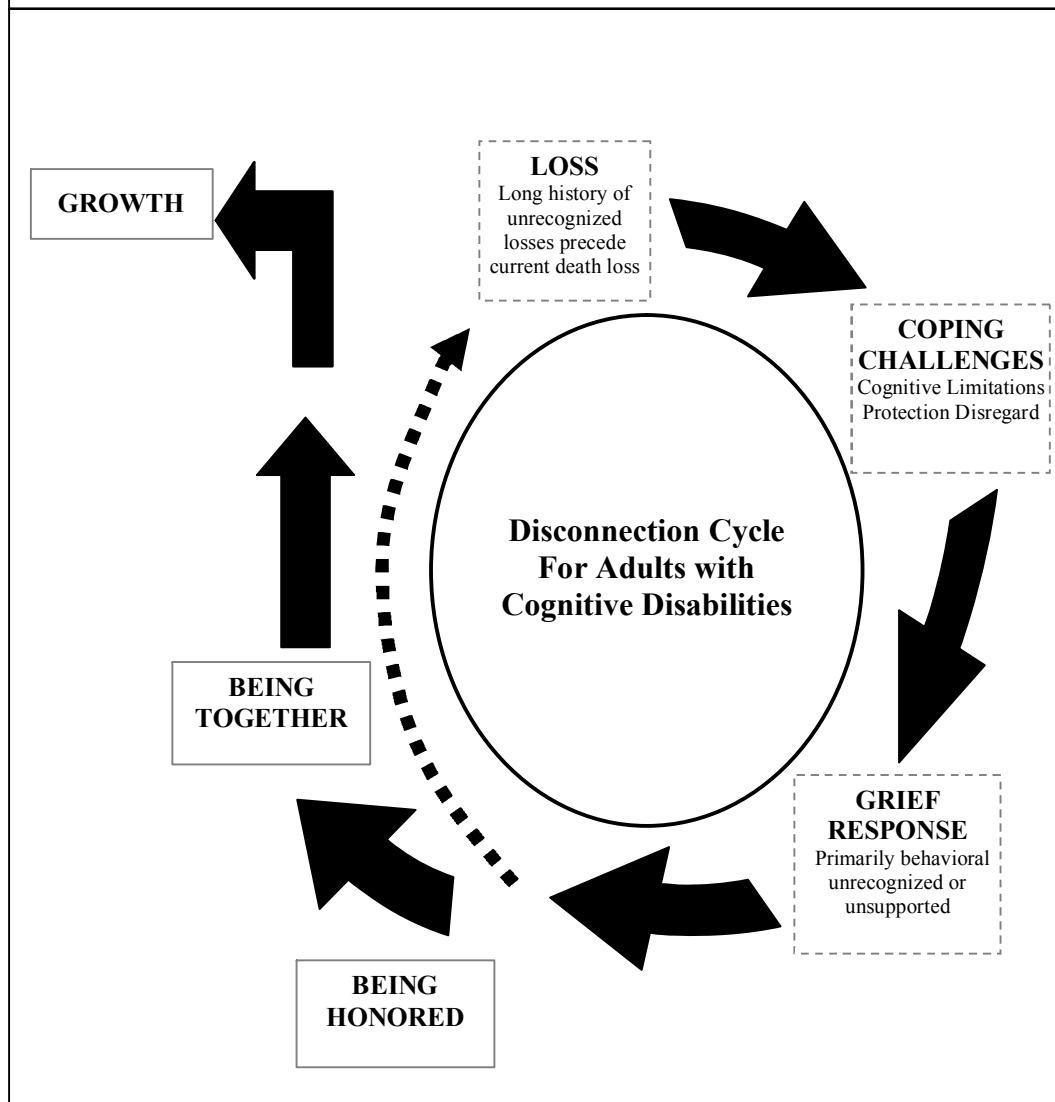 GROWTH
LOSS
Long history of
unrecognized
losses precede
current death loss
COPING
CHALLENGES
Cognitive Limitations
Protection Disregard
Disconnection Cycle
For Adults with
Cognitive Disabilities
GRIEF
RESPONSE
Primarily behavioral
unrecognized or
unsupported
BEING
HONORED
BEING
TOGETHER